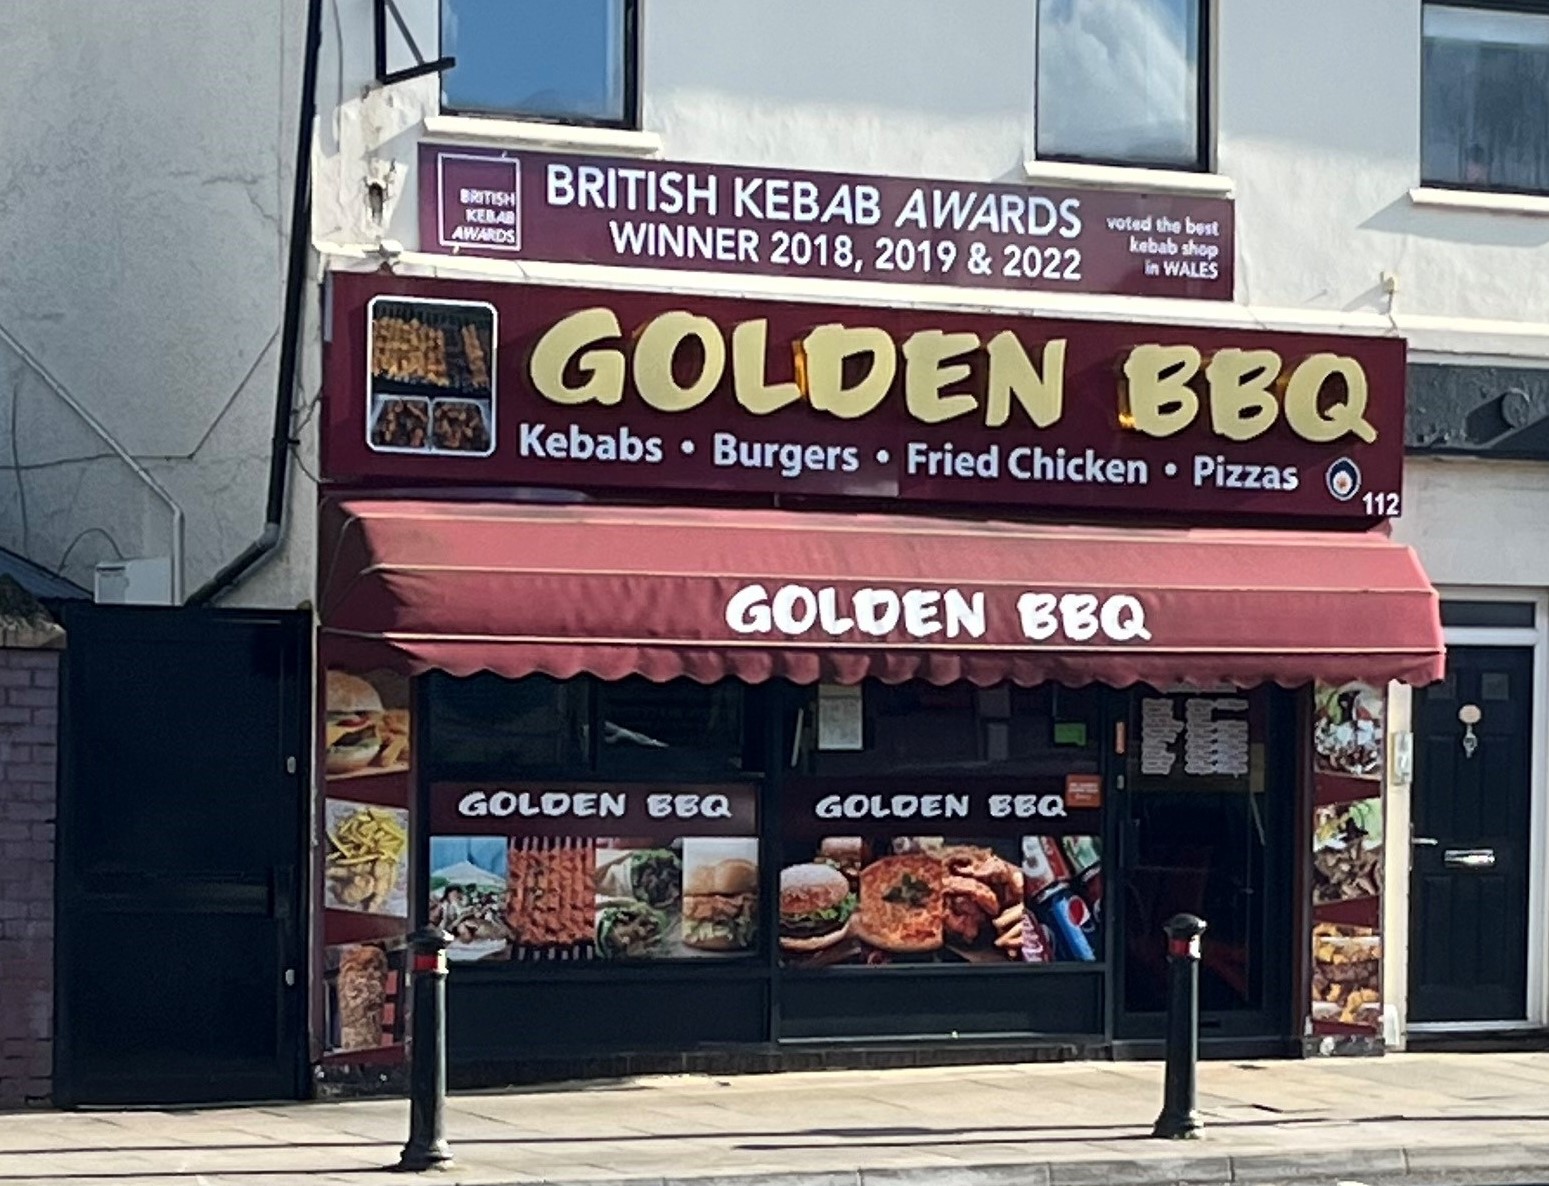 BRITISH
KEBAB
AWARDS
BRITISH KEBAB AWARDS
WINNER 2018, 2019 & 2022
voted the best
kebab shop
in WALES
GOLDEN BBQ
Kebabs • Burgers • Fried Chicken • Pizzas
112
GOLDEN BBQ
GOLDEN BBQ
GOLDEN BBQ